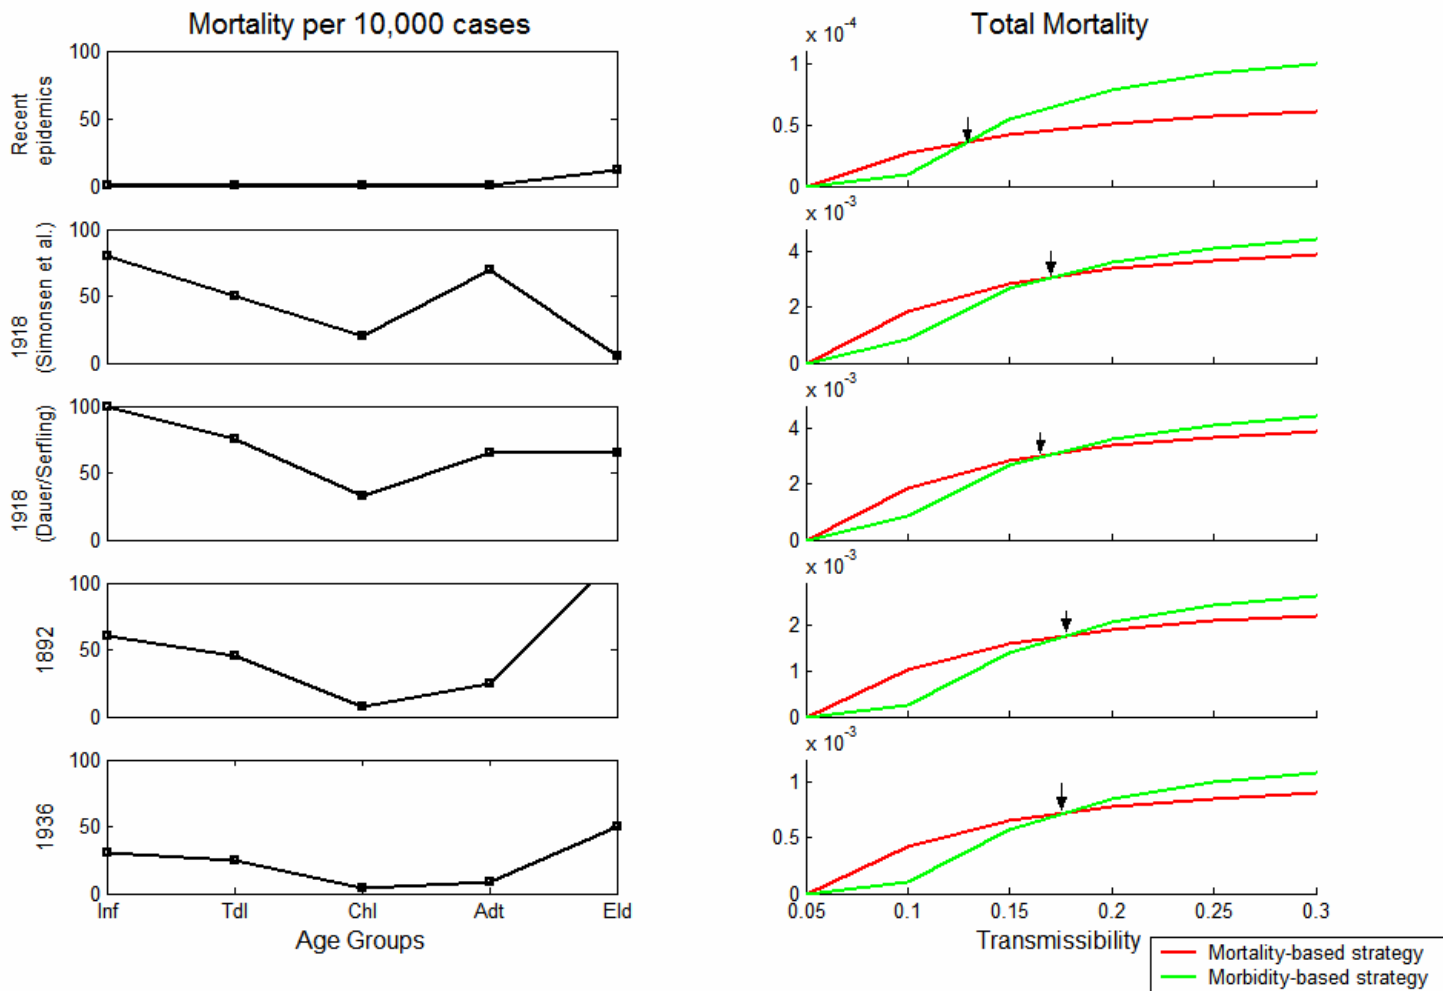 Mortality per 10,000 cases
Total Mortality
Recent
epidemics
100
50
0
x 10-4
1
0.5
0
1918
(Simonsen et al.)
100
50
0
x 10-3
4
2
0
1918
(Dauer/Serfling)
100
50
0
x 10-3
4
2
0
1892
100
50
0
x 10-3
2
1
0
1936
100
50
0
x 10-3
1
0.5
0
Inf Tdl Chl Adt Eld
Age Groups
0.05 0.1 0.15 0.2 0.25 0.3
Transmissibility
Mortality-based strategy
Morbidity-based strategy